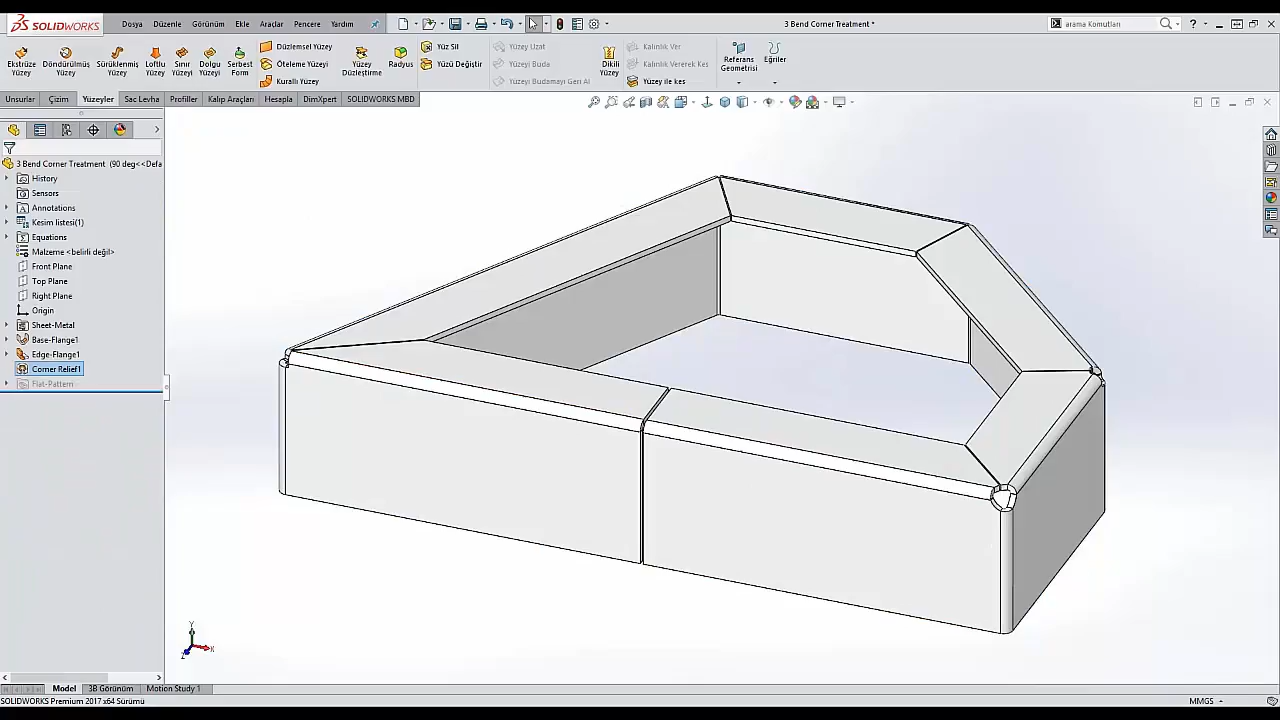 SOLIDWORKS
Dosya Düzenle Görünüm Ekle Araçlar Pencere Yardım
3 Bend Corner Treatment *
arama Komutları
Ekstrüze Yüzey
Döndürülmüş Yüzey
Süpürülmüş Yüzey
Loftlu Yüzey
Sınır Yüzey
Dolgu Yüzeyi
Serbest Form
Düzlemsel Yüzey
Öteleme Yüzeyi
Kurallı Yüzey
Yüzey Düzleştirme
Radyus
Yüz Sil
Yüzü Değiştir
Yüzey Uzat
Yüzeyi Buda
Yüzeyi Budamayı Geri Al
Dikili Yüzey
Kalınlık Ver
Kalınlık Vererek Kes
Yüzey ile kes
Referans Geometrisi
Eğriler
Unsurlar Çizim Yüzeyler Sac Levha Profiller Kalıp Araçları Hesapla DimXpert SOLIDWORKS MBD
3 Bend Corner Treatment (90 deg<<Defa
History
Sensors
Annotations
Kesim listesi(1)
Equations
Malzeme <belirli değil>
Front Plane
Top Plane
Right Plane
Origin
Sheet-Metal
Base-Flange1
Edge-Flange1
Corner Relief1
Flat-Pattern
Y
X
Z
Model 3B Görünüm Motion Study 1
SOLIDWORKS Premium 2017 x64 Sürümü
MMGS